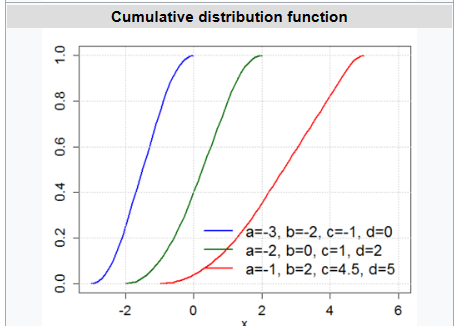 Cumulative distribution function
1.0
0.8
0.6
0.4
0.2
0.0
a=-3, b=-2, c=-1, d=0
a=-2, b=0, c=1, d=2
a=-1, b=2, c=4.5, d=5
-2 0 2 4 6
x